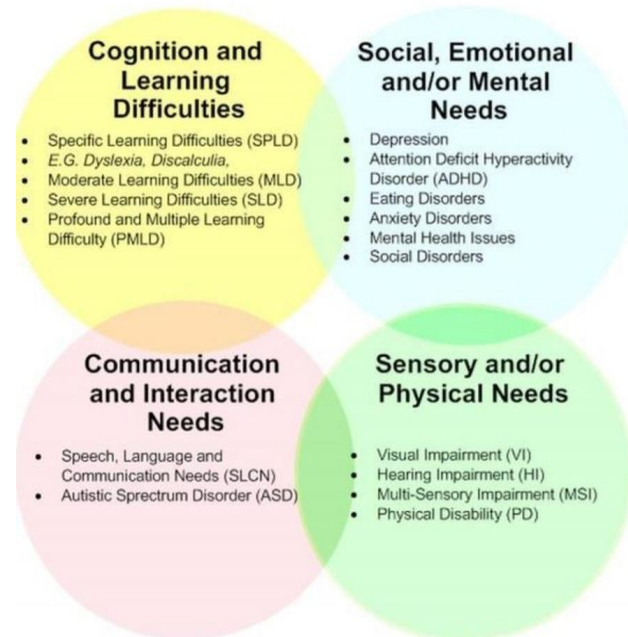 Cognition and
Learning
Difficulties
• Specific Learning Difficulties (SPLD)
• E.G. Dyslexia, Discalculia,
• Moderate Learning Difficulties (MLD)
• Severe Learning Difficulties (SLD)
• Profound and Multiple Learning
Difficulty (PMLD)
Social, Emotional
and/or Mental
Needs
• Depression
• Attention Deficit Hyperactivity
Disorder (ADHD)
• Eating Disorders
• Anxiety Disorders
• Mental Health Issues
• Social Disorders
Communication
and Interaction
Needs
• Speech, Language and
Communication Needs (SLCN)
• Autistic Sprectrum Disorder (ASD)
Sensory and/or
Physical Needs
• Visual Impairment (VI)
• Hearing Impairment (HI)
• Multi-Sensory Impairment (MSI)
• Physical Disability (PD)